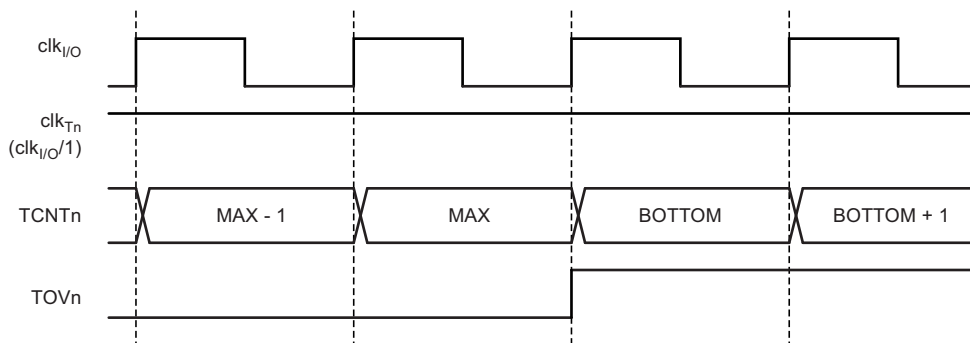 clkI/O
clkTn
(clkI/O/1)
TCNTn MAX - 1 MAX BOTTOM BOTTOM + 1
TOVn